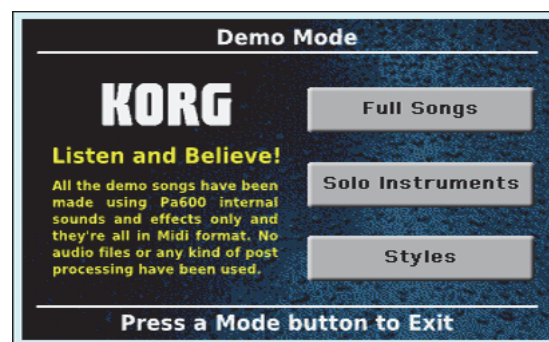 Demo Mode
KORG
Full Songs
Listen and Believe!
All the demo songs have been
made using Pa600 internal
sounds and effects only and
they're all in Midi format. No
audio files or any kind of post
processing have been used.
Solo Instruments
Styles
Press a Mode button to Exit